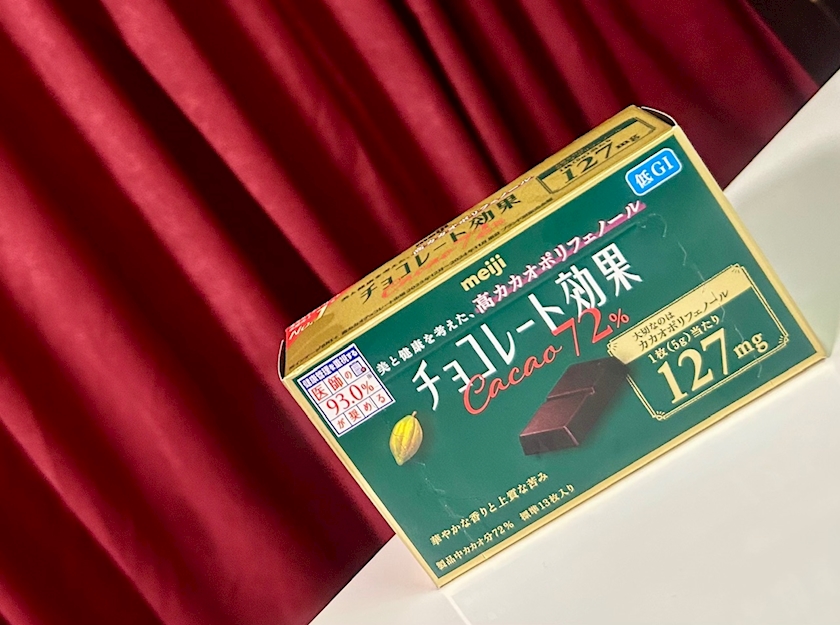 チョコレート効果
127mg
低GI
meiji
美と健康を考えた、高カカオポリフェノール
チョコレート効果
Cacao 72%
医師の
93.0%
が奨める
大切なのは
カカオポリフェノール
1枚(5g)当たり
127mg
華やかな香りと上質な苦み
製品中カカオ分72% 標準13枚入り